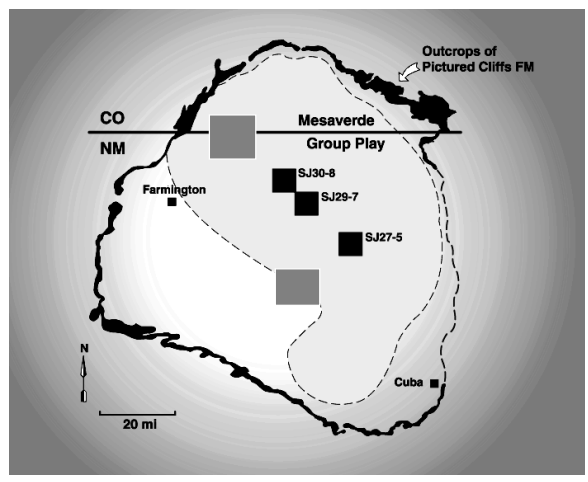 Outcrops of
Pictured Cliffs FM
CO
Mesaverde
NM
Group Play
SJ30-8
Farmington
SJ29-7
SJ27-5
N
Cuba
20 mi